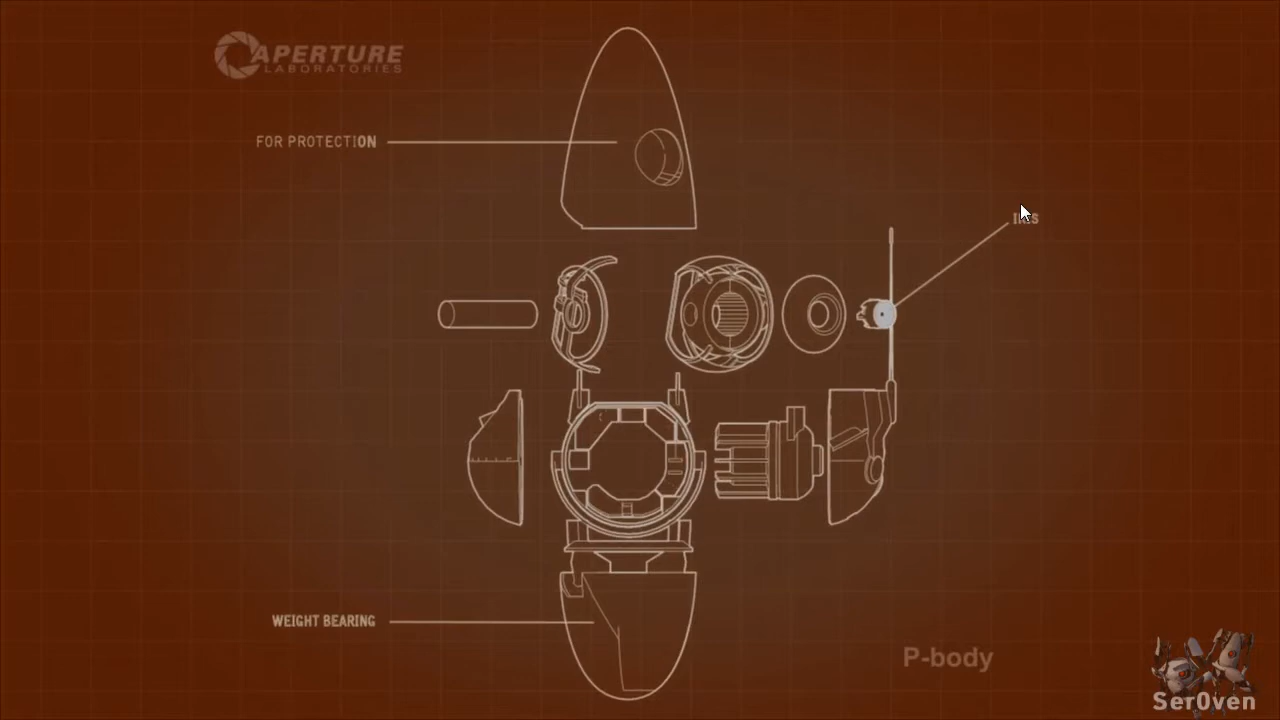 APERTURE
LABORATORIES
FOR PROTECTION
WEIGHT BEARING
P-body
Ser0ven